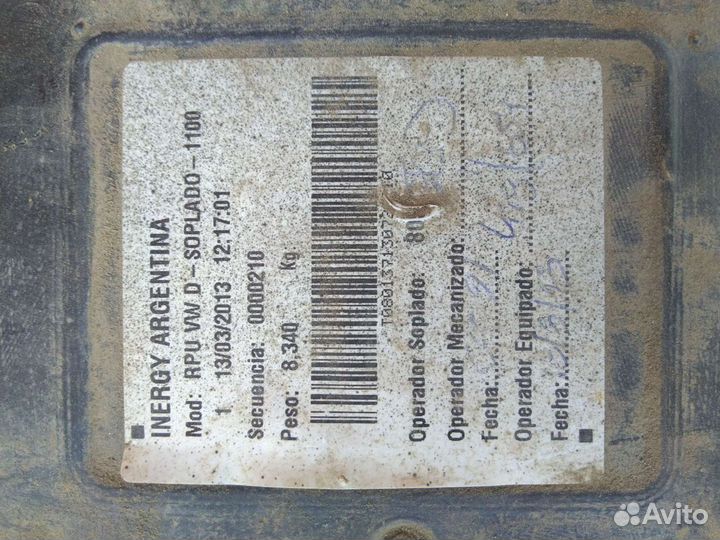 INERGY ARGENTINA
Mod: RPU VW D - SOPLADO - 1100
1 13/03/2013 12:17:01
Secuencia: 0000210
Peso: 8,340 Kg
Operador Soplado: 80
Operador Mecanizado:
Fecha:
Operador Equipado:
Fecha:
Avito